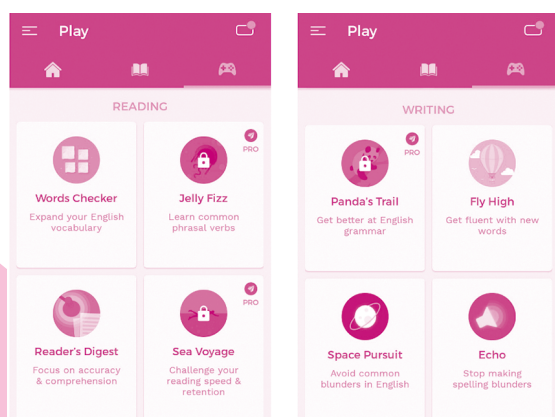 Play
READING
PRO
Words Checker
Expand your English
vocabulary
Jelly Fizz
Learn common
phrasal verbs
PRO
Reader's Digest
Focus on accuracy
& comprehension
Sea Voyage
Challenge your
reading speed &
retention
Play
WRITING
PRO
Panda's Trail
Get better at English
grammar
Fly High
Get fluent with new
words
Space Pursuit
Avoid common
blunders in English
Echo
Stop making
spelling blunders